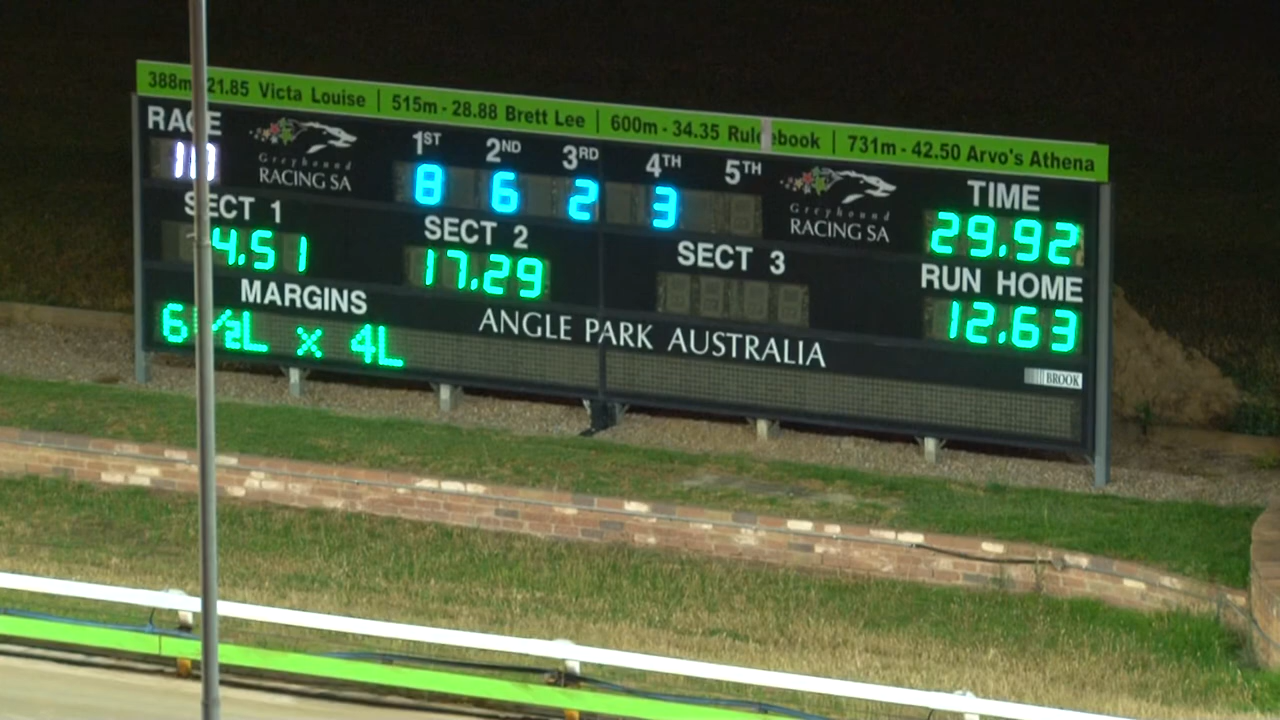 388m 21.85 Victa Louise | 515m - 28.88 Brett Lee | 600m - 34.35 Rulebook | 731m - 42.50 Arvo's Athena
RACE
Greyhound
RACING SA
1ST 2ND 3RD 4TH 5TH
8 6 2 3
Greyhound
RACING SA
TIME
29.92
SECT 1
4.51
SECT 2
17.29
SECT 3
RUN HOME
12.63
MARGINS
6 ½L x 4L
ANGLE PARK AUSTRALIA
BROOK